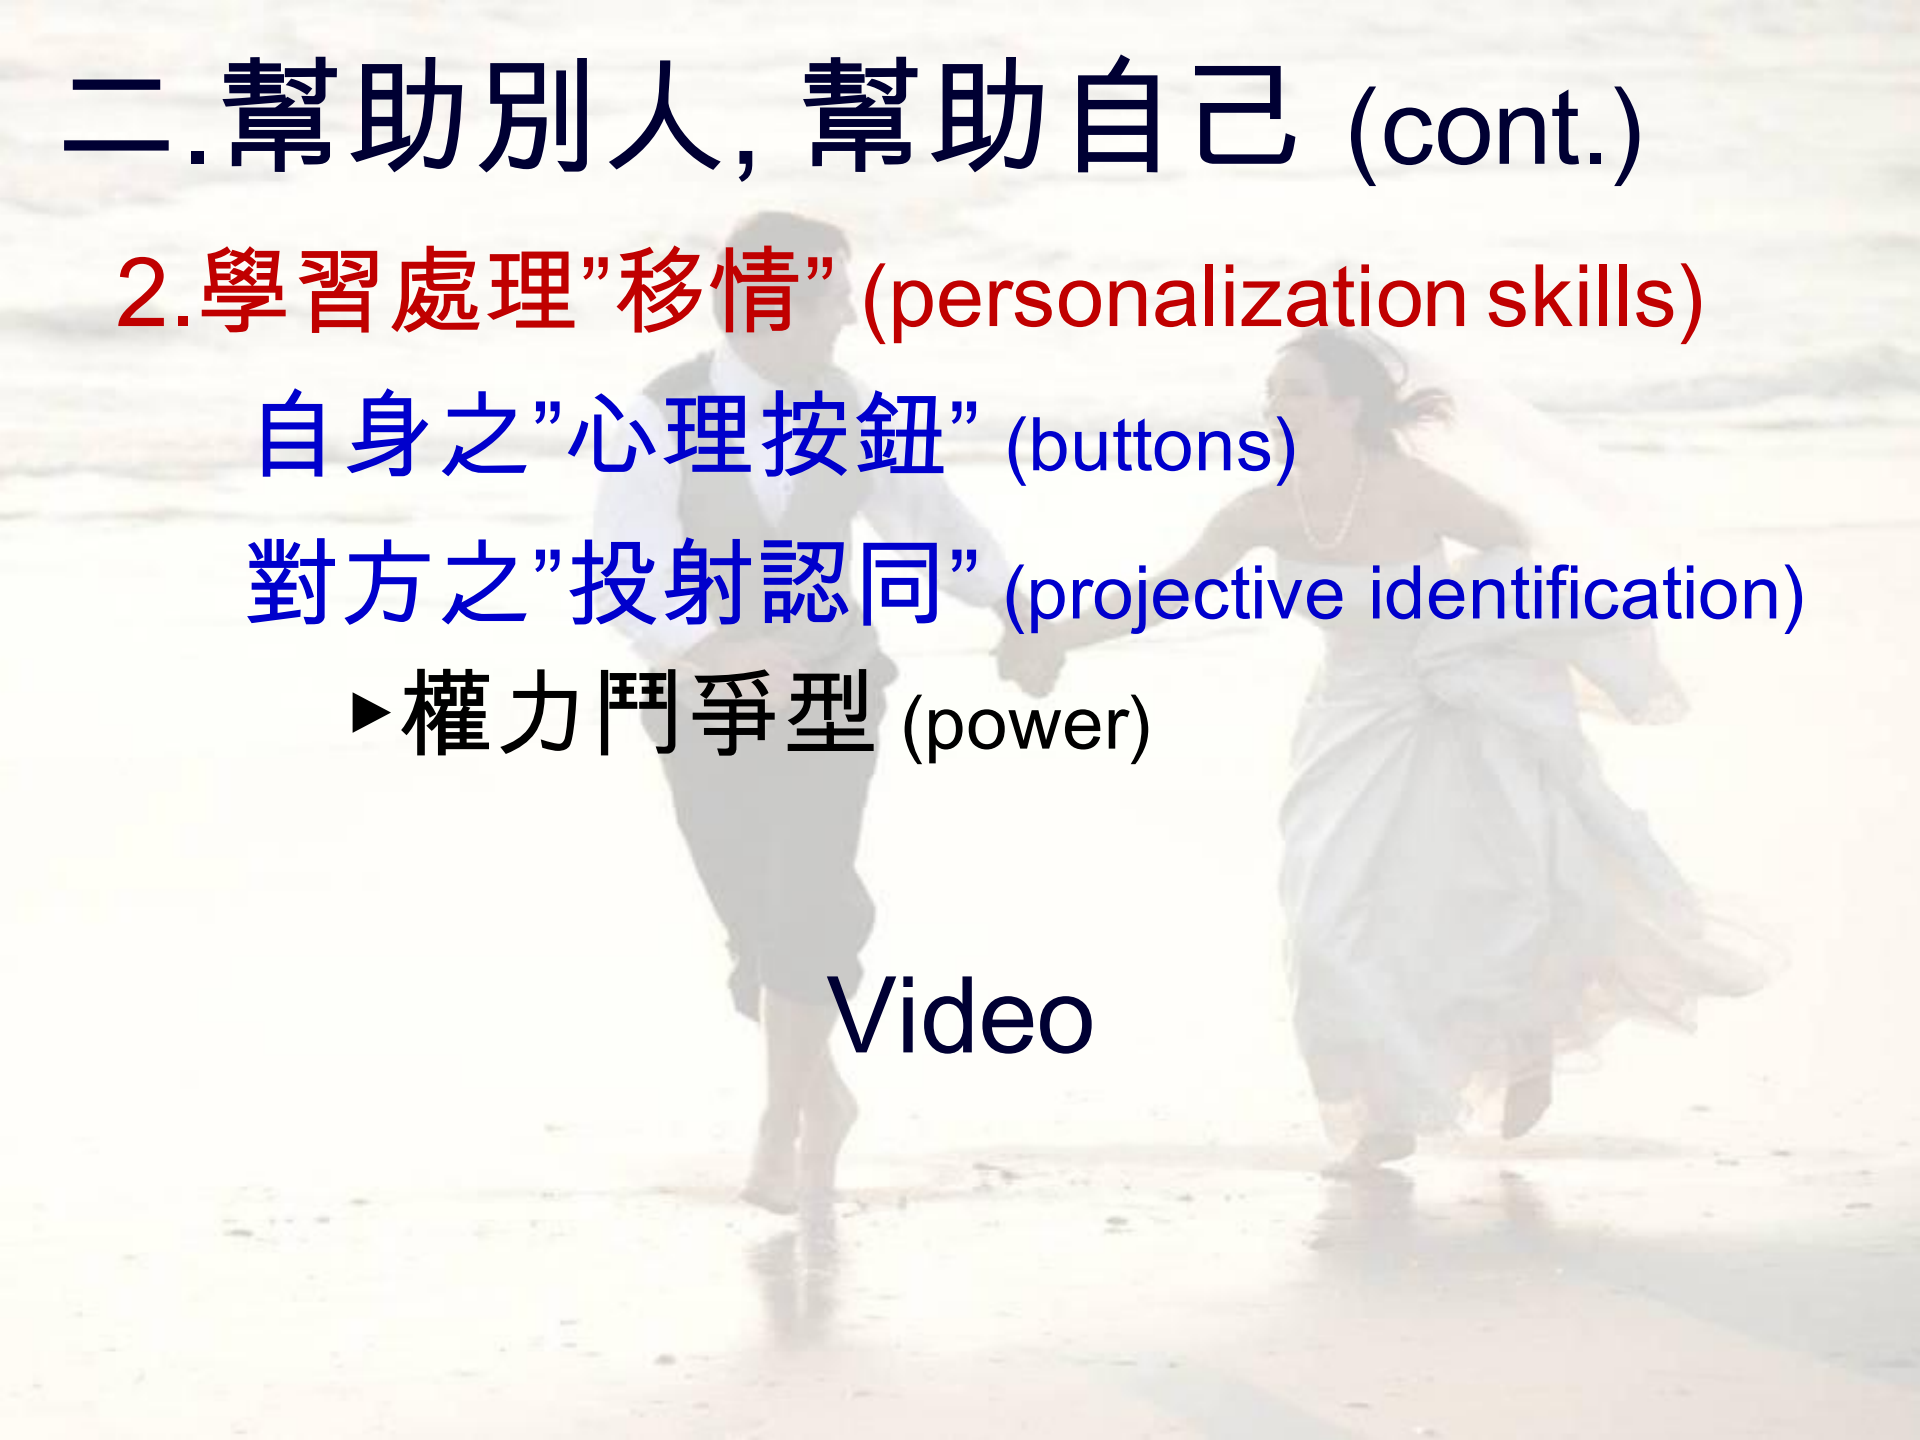 二.幫助別人, 幫助自己 (cont.)
2.學習處理”移情” (personalization skills)
自身之”心理按鈕” (buttons)
對方之”投射認同” (projective identification)
►權力鬥爭型 (power)
Video